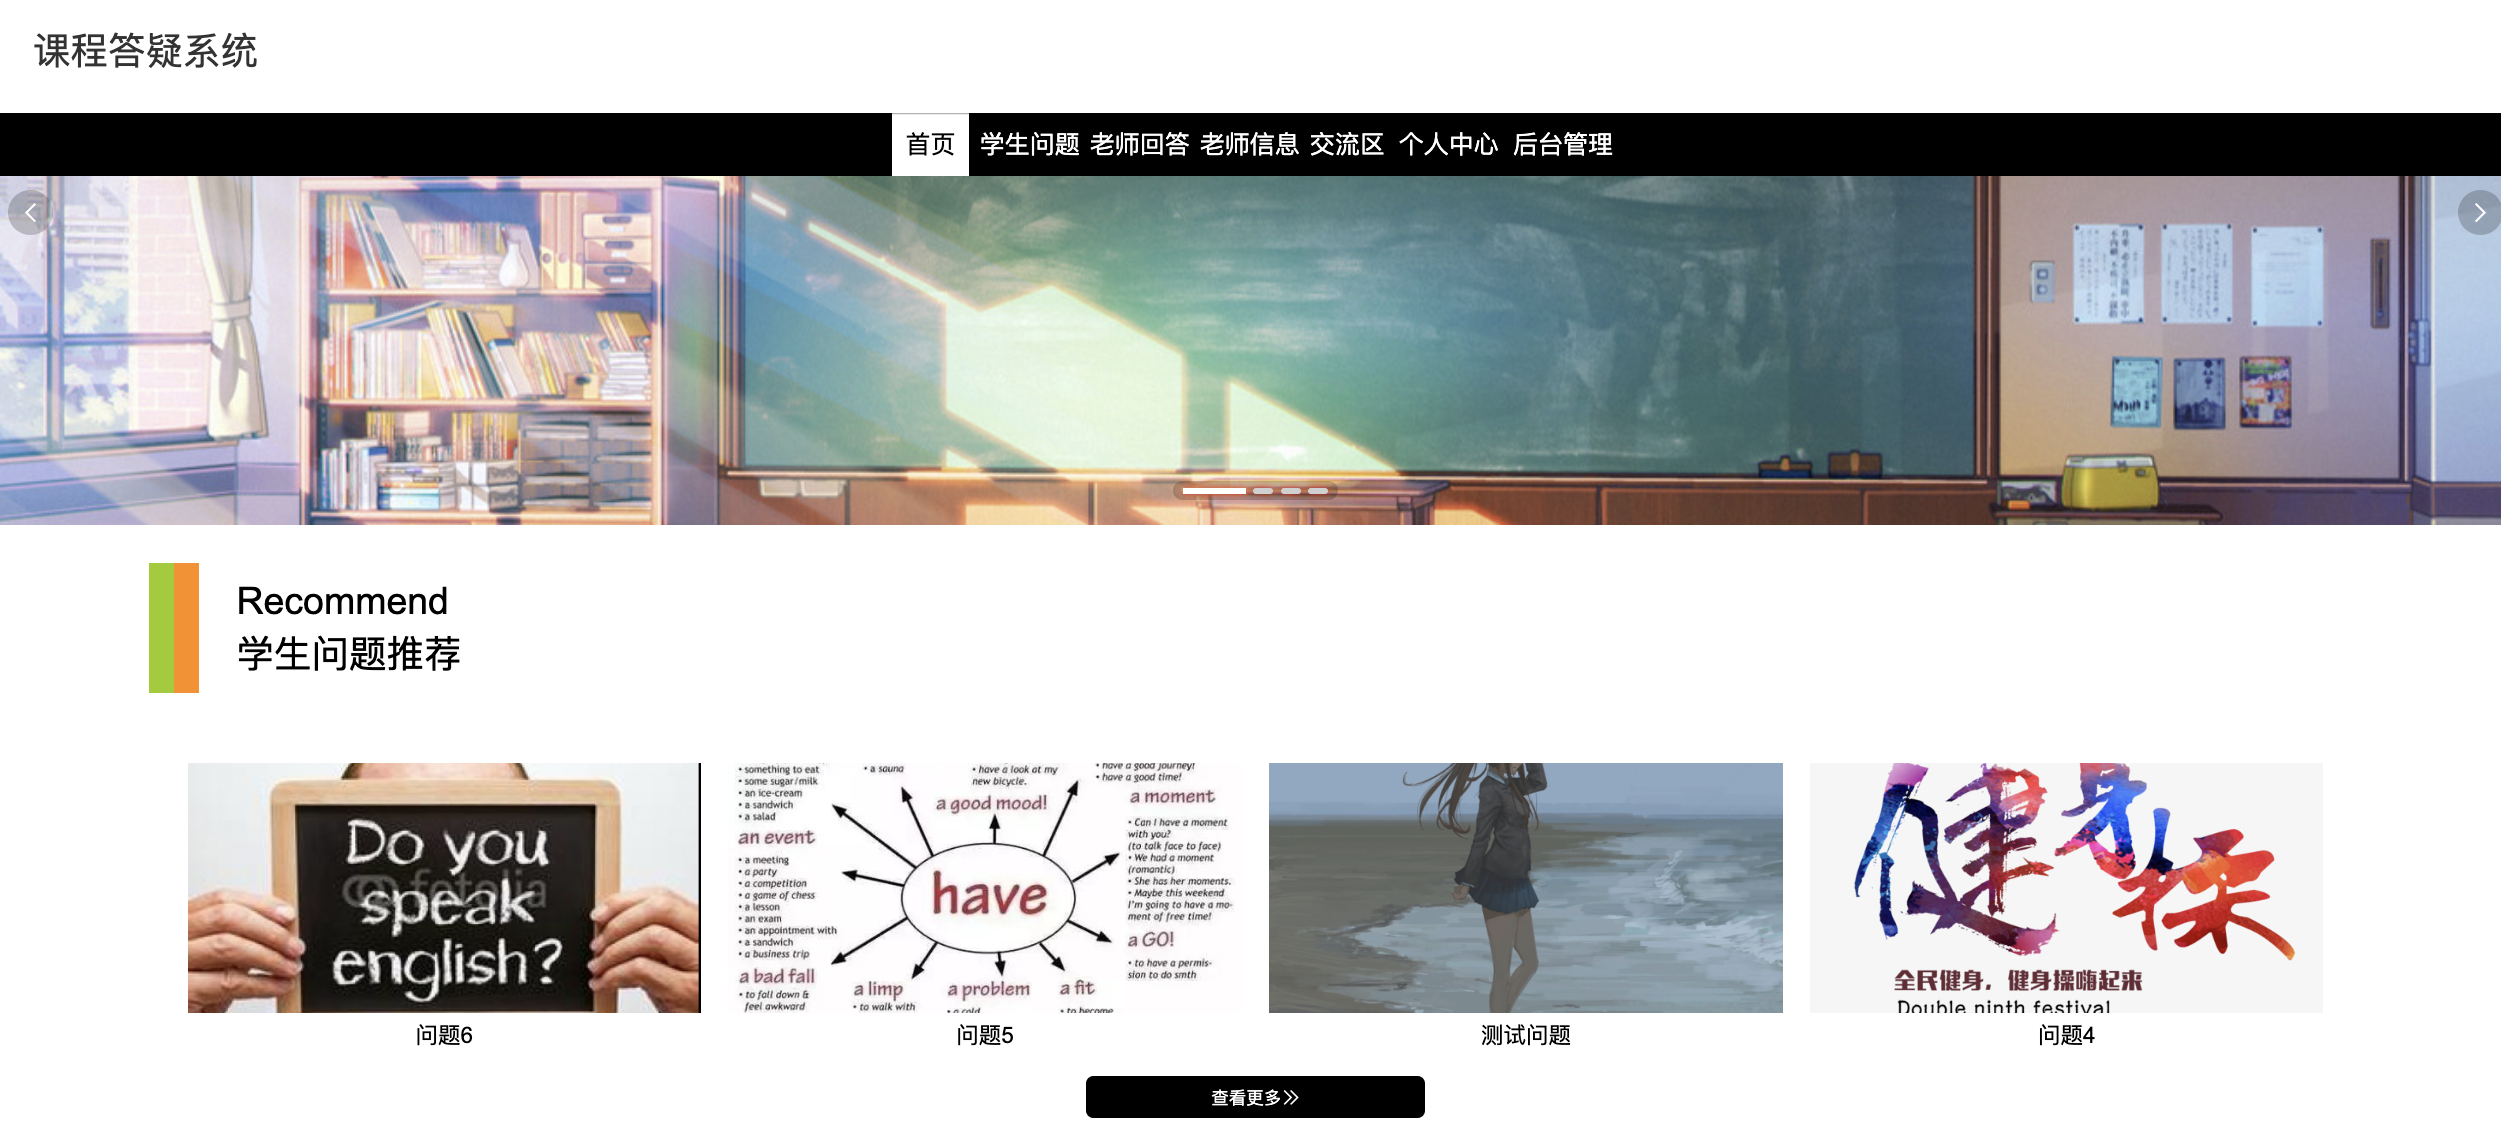 课程答疑系统
首页 学生问题 老师回答 老师信息 交流区 个人中心 后台管理
Recommend
学生问题推荐
Do you
speak
english?
fotolia
• something to eat
• some sugar/milk
• an ice-cream
• a sandwich
• a salad
an event
• a meeting
• a party
• a competition
• a game of chess
• a lesson
• an exam
• an appointment with
• a sandwich
• a business trip
a bad fall
• to fall down &
feel awkward
• a sound
• have a look at my
new bicycle.
a good mood!
• have a good journey!
• have a good time!
a moment
• Can I have a moment
with you?
(to talk face to face)
• We had a moment
(romantic)
• She has her moments.
• Maybe this weekend
I'm going to have a mo-
ment of free time!
a GO!
• to have a permis-
sion to do smth
have
a limp
• to walk with
a problem
• a cold
a fit
• to become
健身操
全民健身，健身操嗨起来
Double ninth festival
问题6
问题5
测试问题
问题4
查看更多